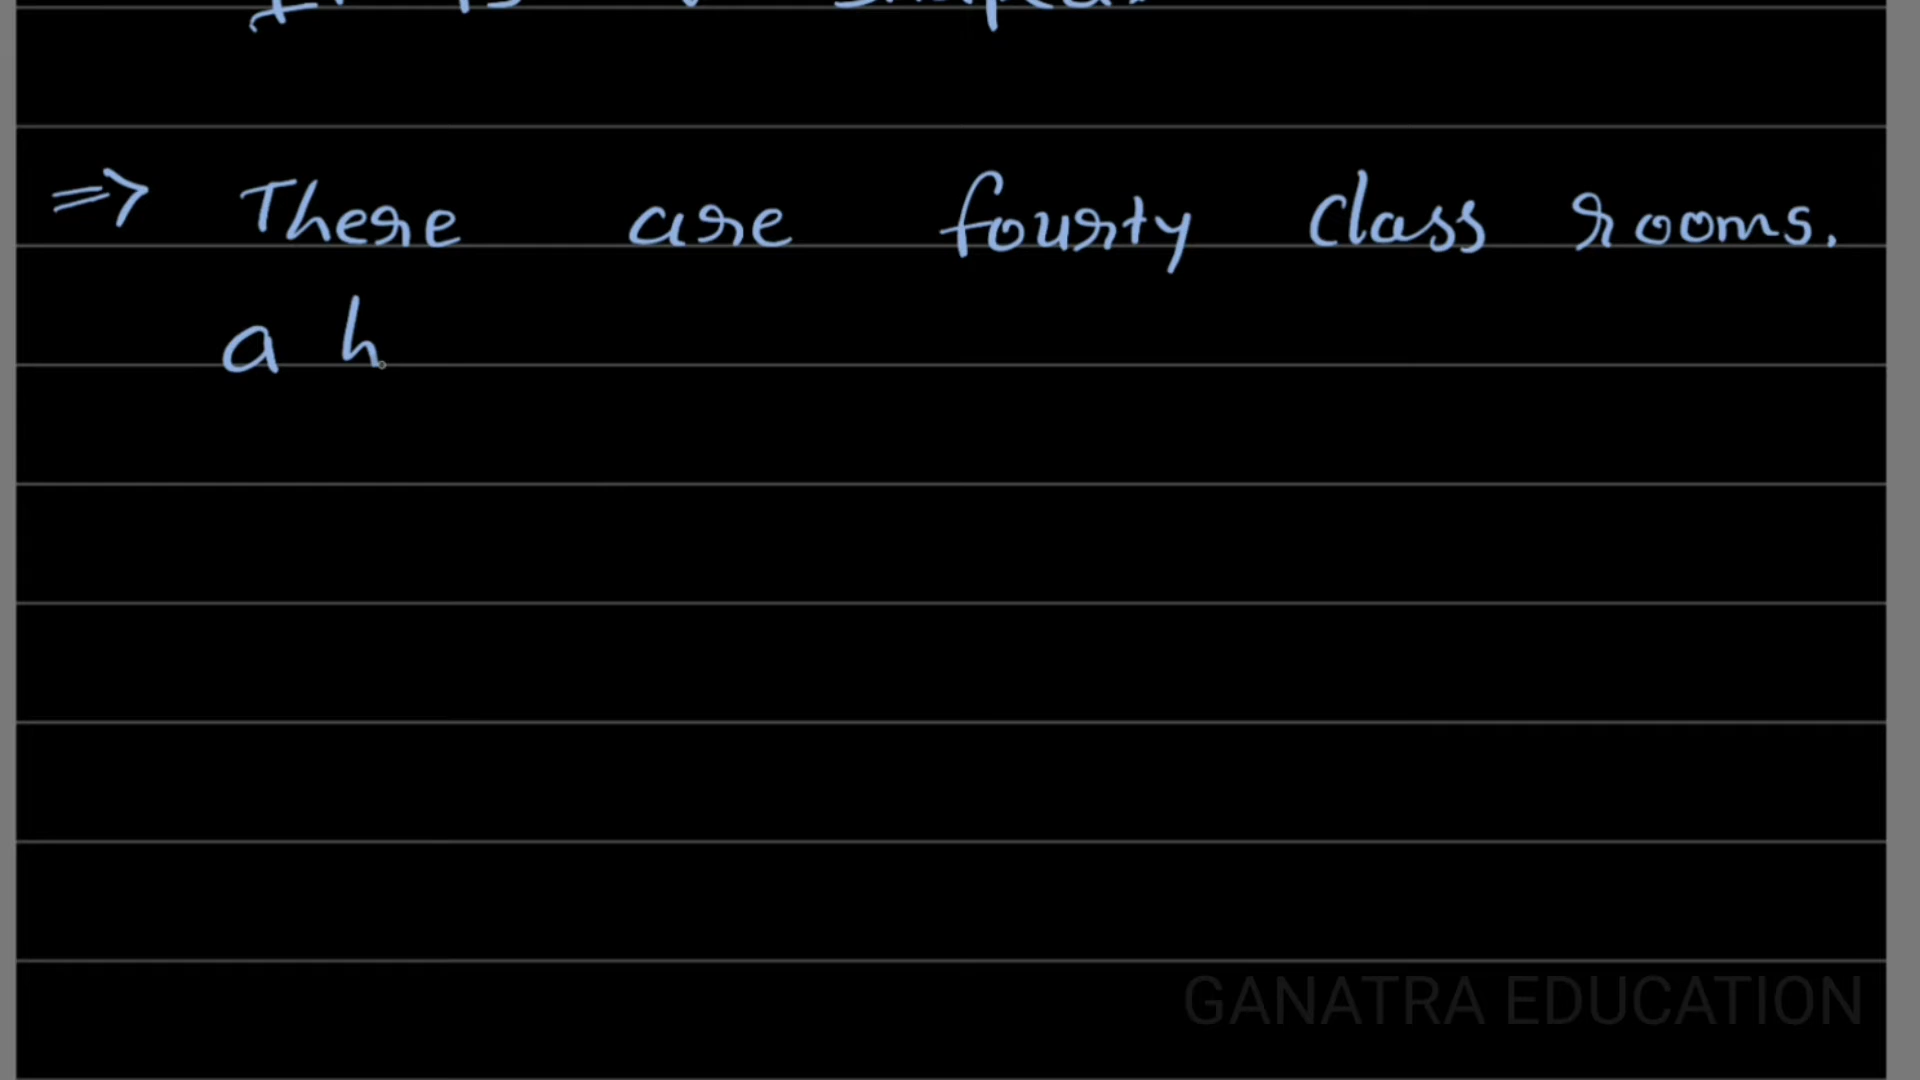 ⇒ There are fourty class rooms.
a h
GANATRA EDUCATION